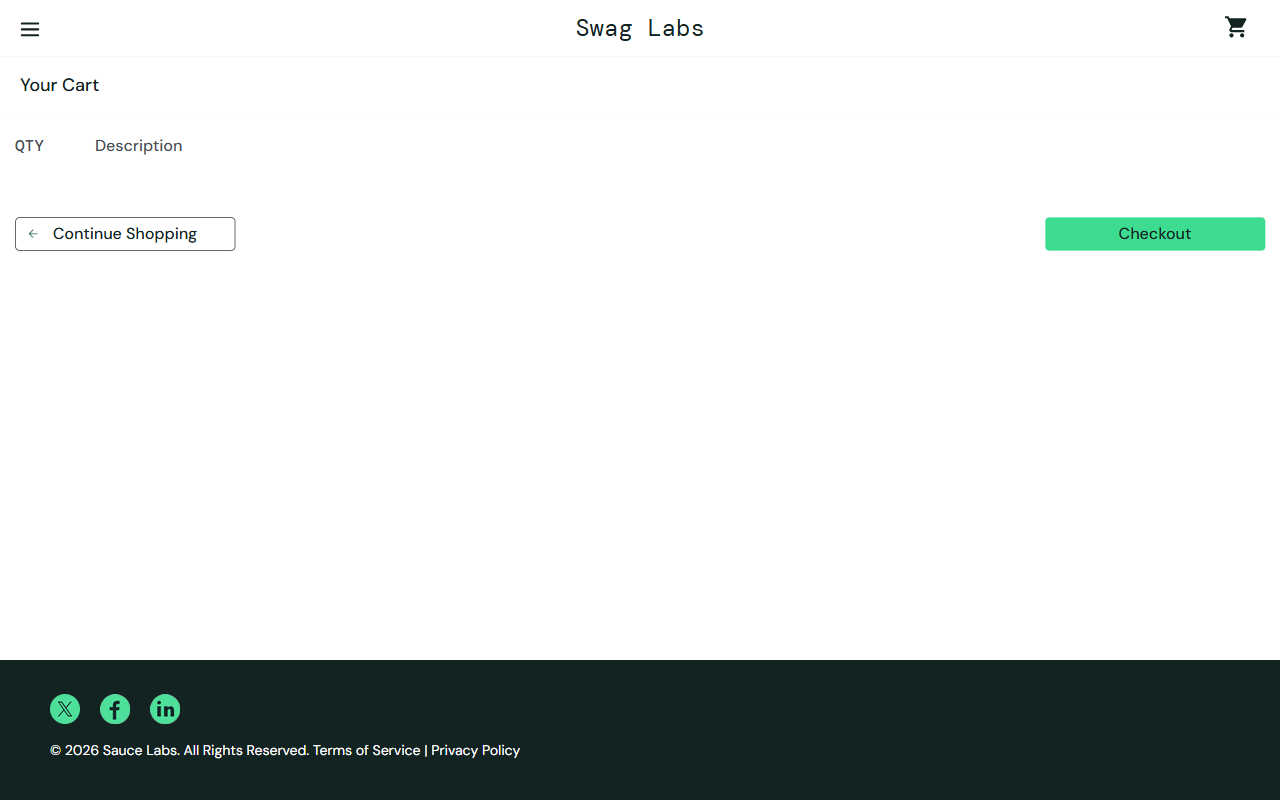 Swag Labs
Your Cart
QTY Description
Continue Shopping
Checkout
© 2026 Sauce Labs. All Rights Reserved. Terms of Service | Privacy Policy